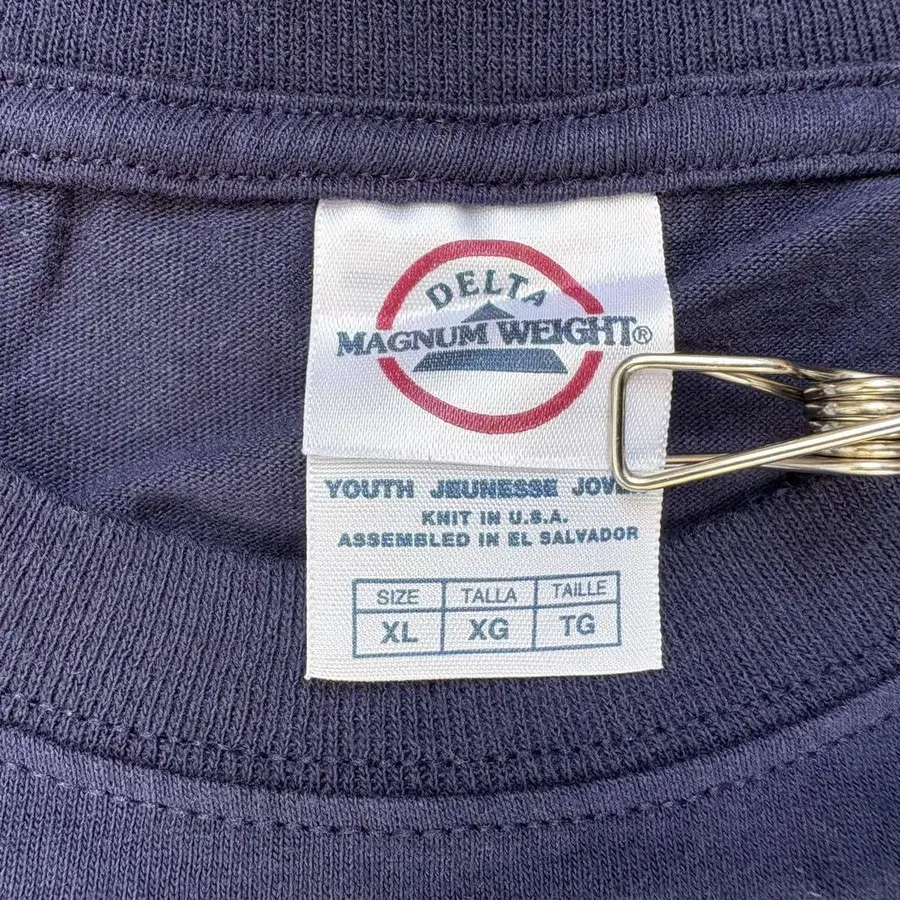 DELTA
MAGNUM WEIGHT®
YOUTH JEUNESSE
KNIT IN U.S.A.
ASSEMBLED IN EL SALVADOR
SIZE TALLA TAILLE
XL XG TG